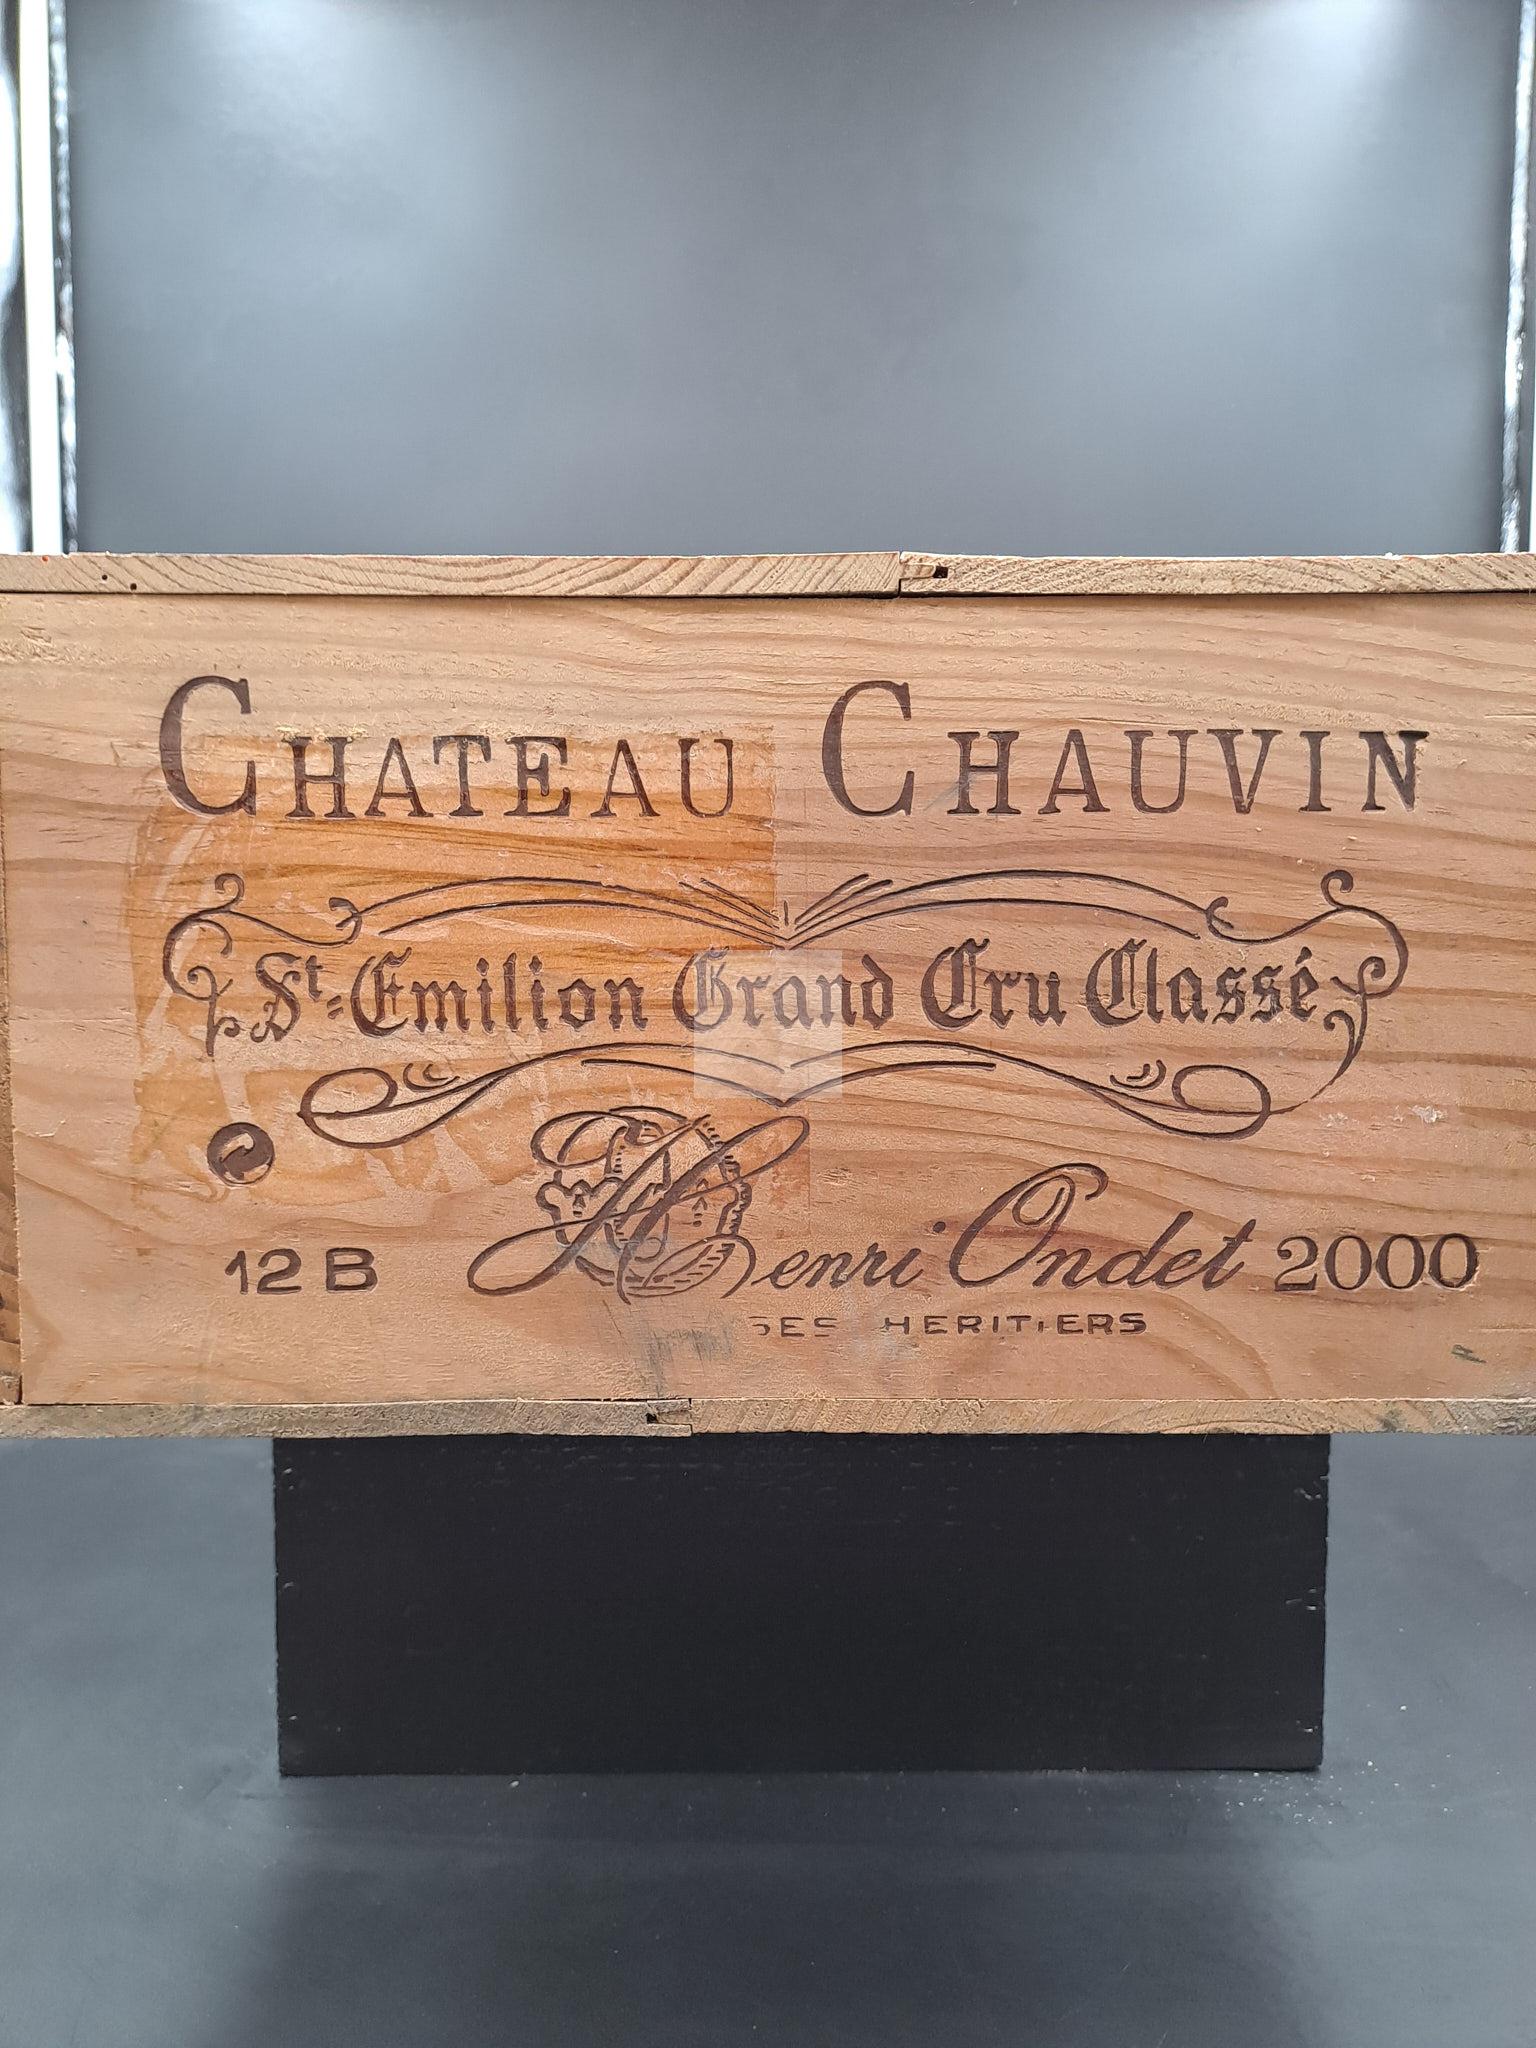 CHATEAU CHAUVIN
St-Emilion Grand Cru Classé
12 B Henri Ondet 2000
SES HERITIERS